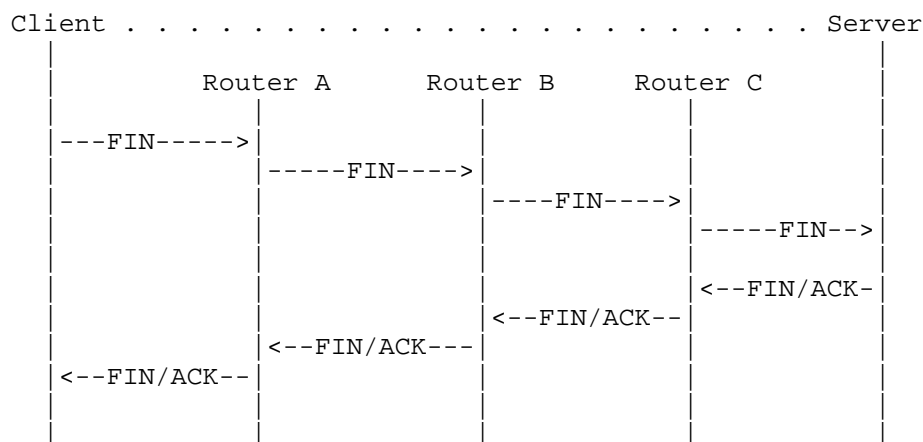 Client . . . . . . . . . . . . . . . . . . . . . . Server
Router A Router B Router C
|---FIN----->|
|-----FIN---->|
|----FIN---->|
|-----FIN-->|
|<--FIN/ACK-|
|<--FIN/ACK--|
|<--FIN/ACK---|
|<--FIN/ACK--|